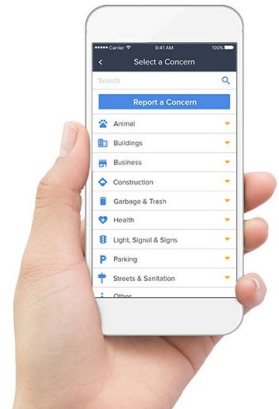 Carrier 9:41 AM 100%
Select a Concern
Search
Report a Concern
Animal
Buildings
Business
Construction
Garbage & Trash
Health
Light, Signal & Signs
P Parking
Streets & Sanitation
Other